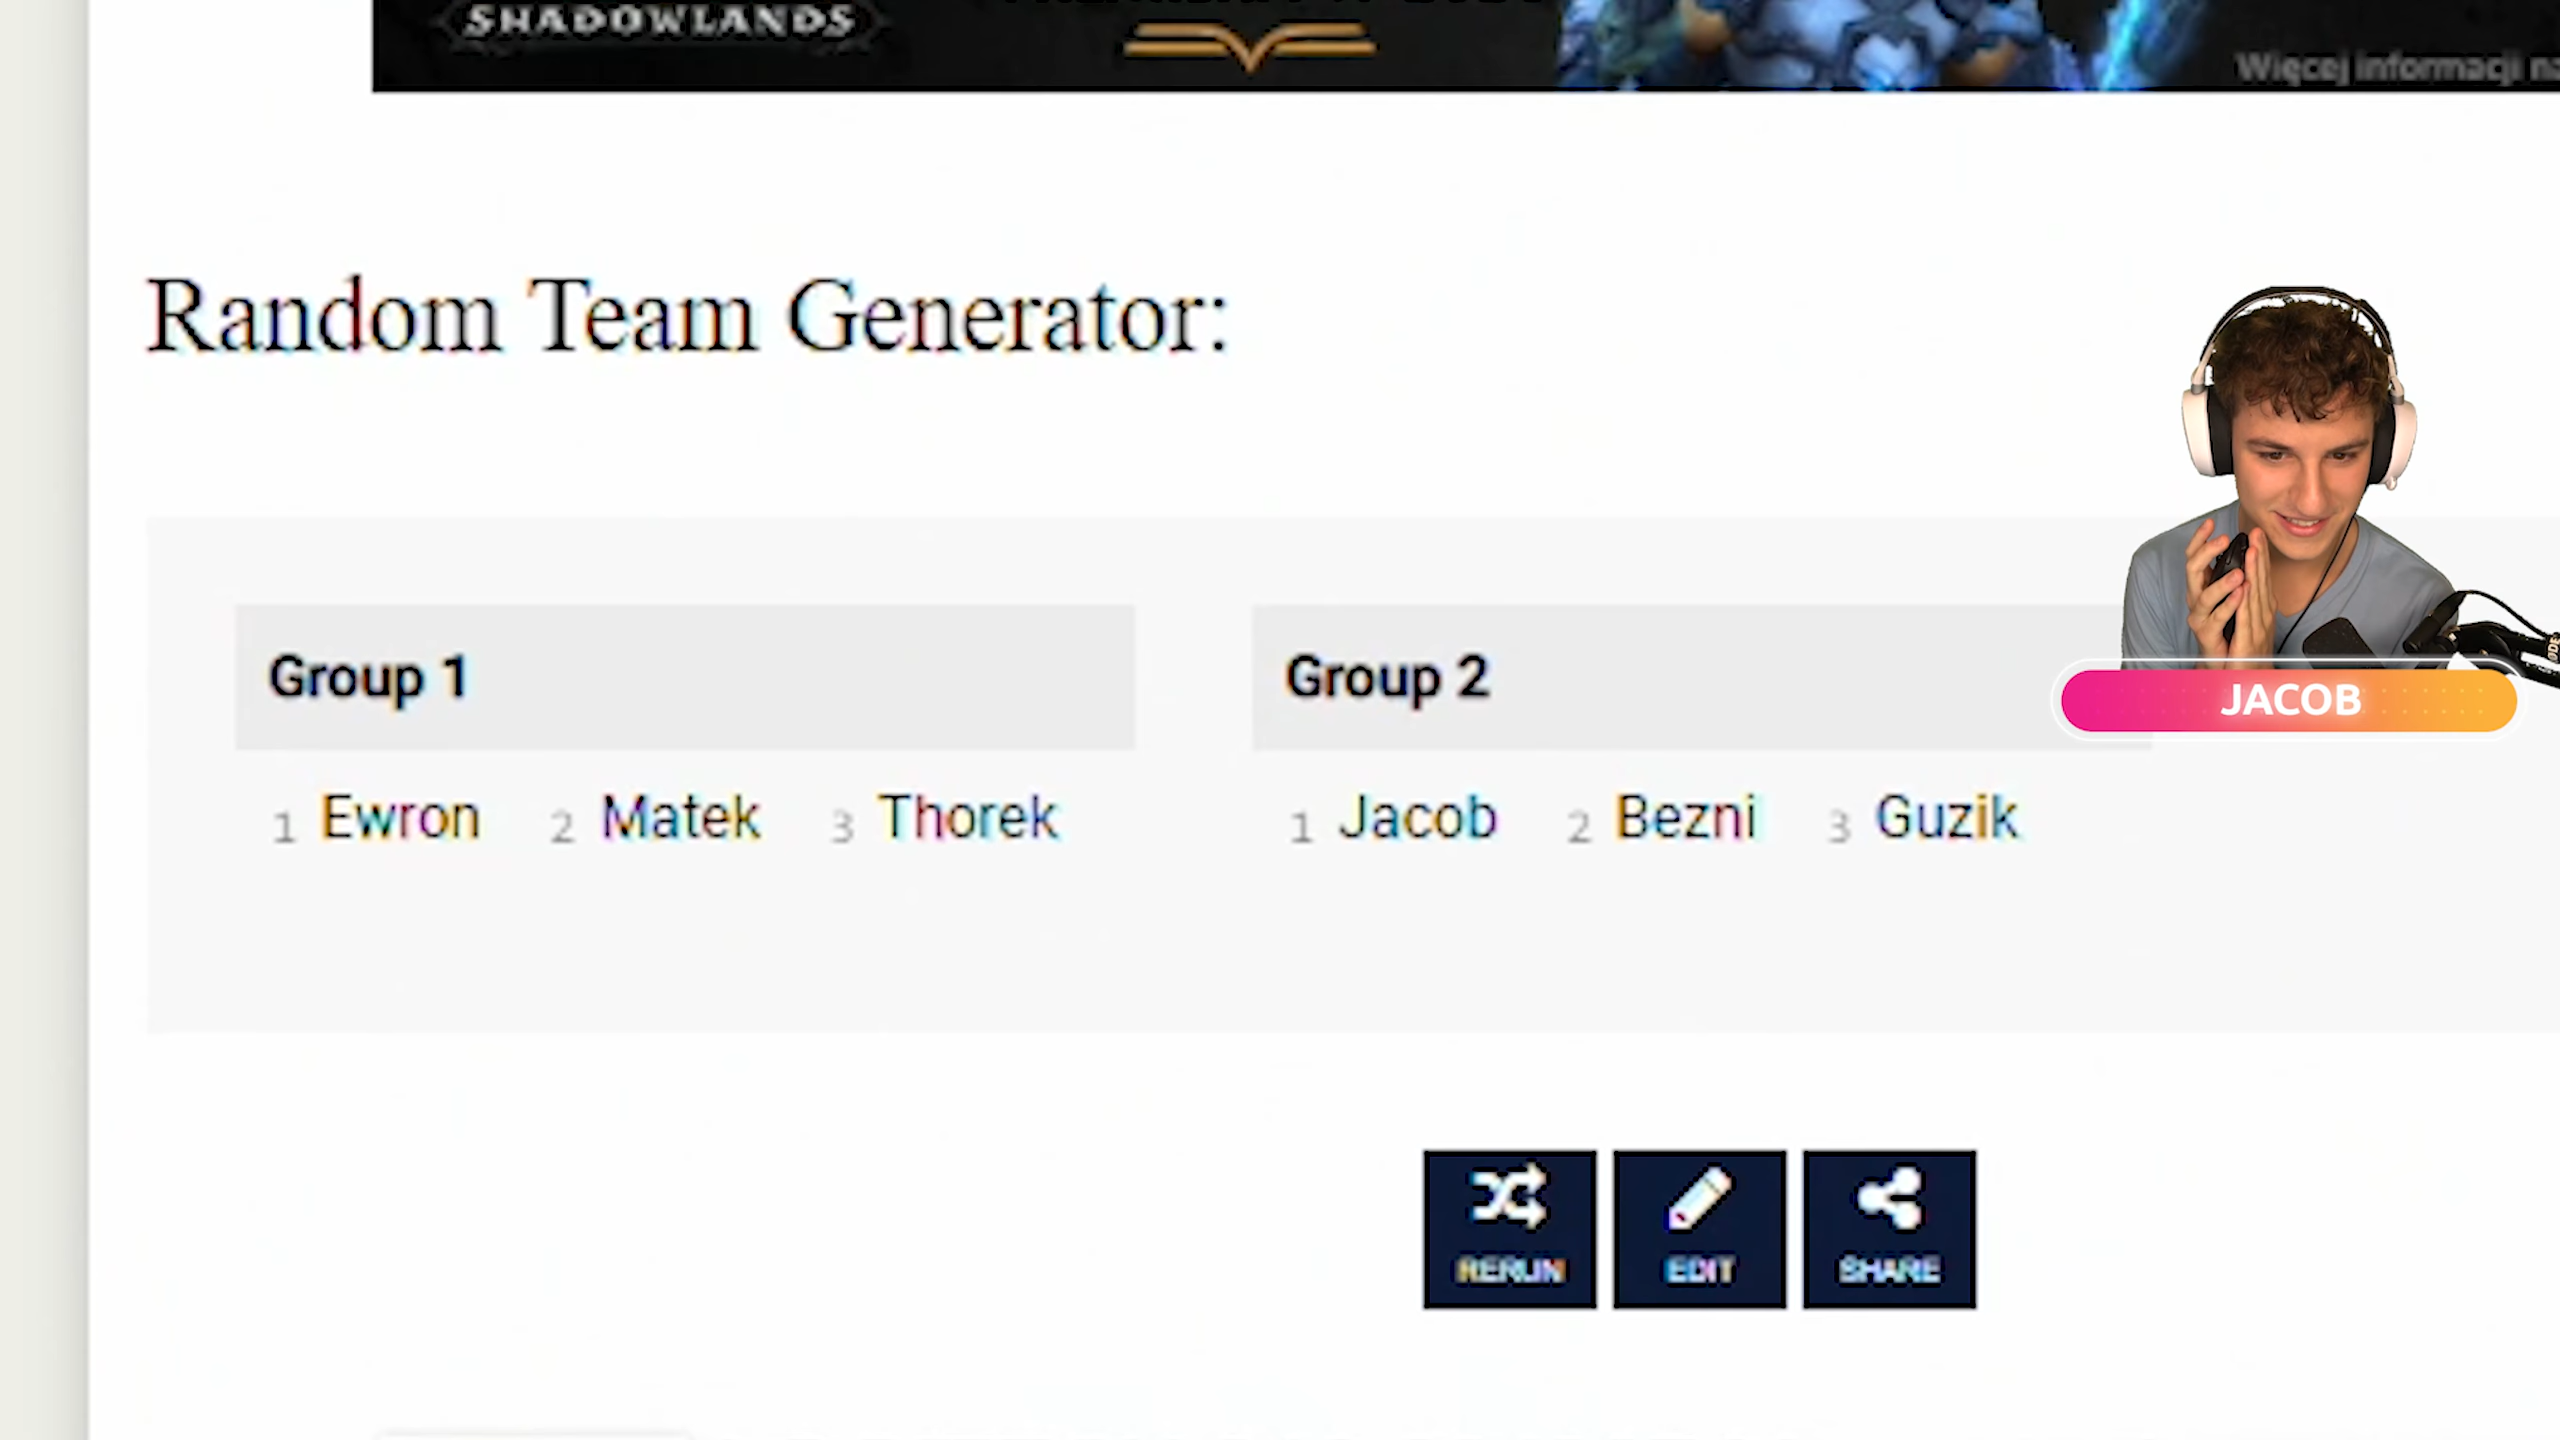 SHADOWLANDS
Więcej informacji na
Random Team Generator:
Group 1
Group 2
JACOB
1 Ewron 2 Matek 3 Thorek
1 Jacob 2 Bezni 3 Guzik
RERUN
EDIT
SHARE